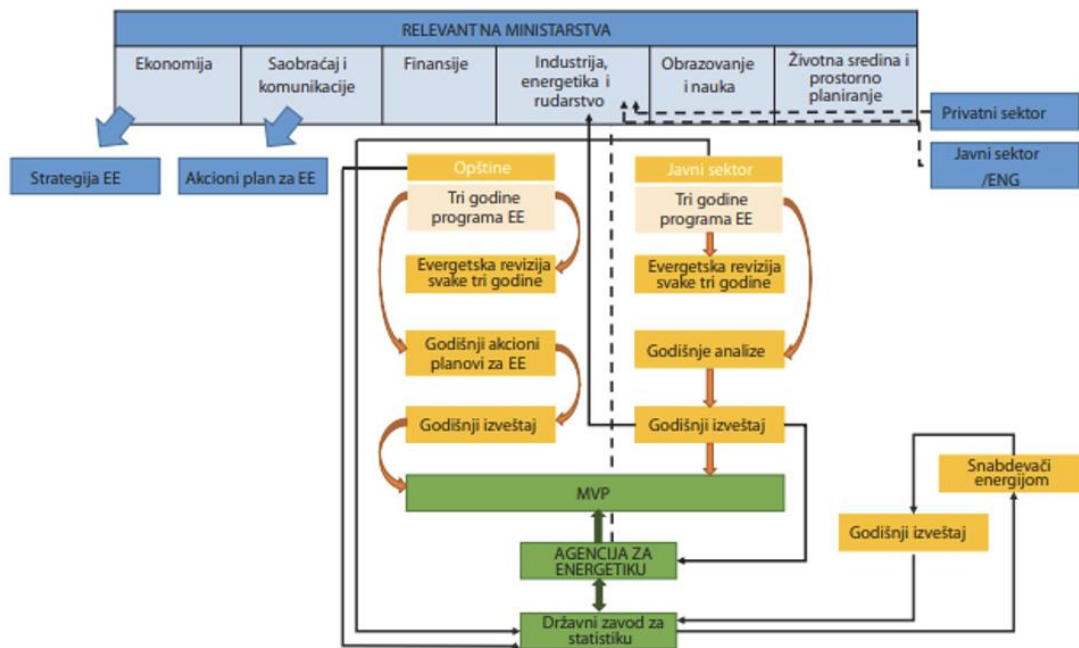 RELEVANT NA MINISTARSTVA
Ekonomija
Saobraćaj i
komunikacije
Finansije
Industrija,
energetika i
rudarstvo
Obrazovanje
i nauka
Životna sredina i
prostorno
planiranje
Privatni sektor
Javni sektor
/ENG
Strategija EE
Akcioni plan za EE
Opštine
Tri godine
programa EE
Evergetska revizija
svake tri godine
Godišnji akcioni
planovi za EE
Godišnji izveštaj
Javni sektor
Tri godine
programa EE
Evergetska revizija
svake tri godine
Godišnje analize
Godišnji izveštaj
MVP
AGENCIJA ZA
ENERGETIKU
Državni zavod za
statistiku
Snabdevači
energijom
Godišnji izveštaj